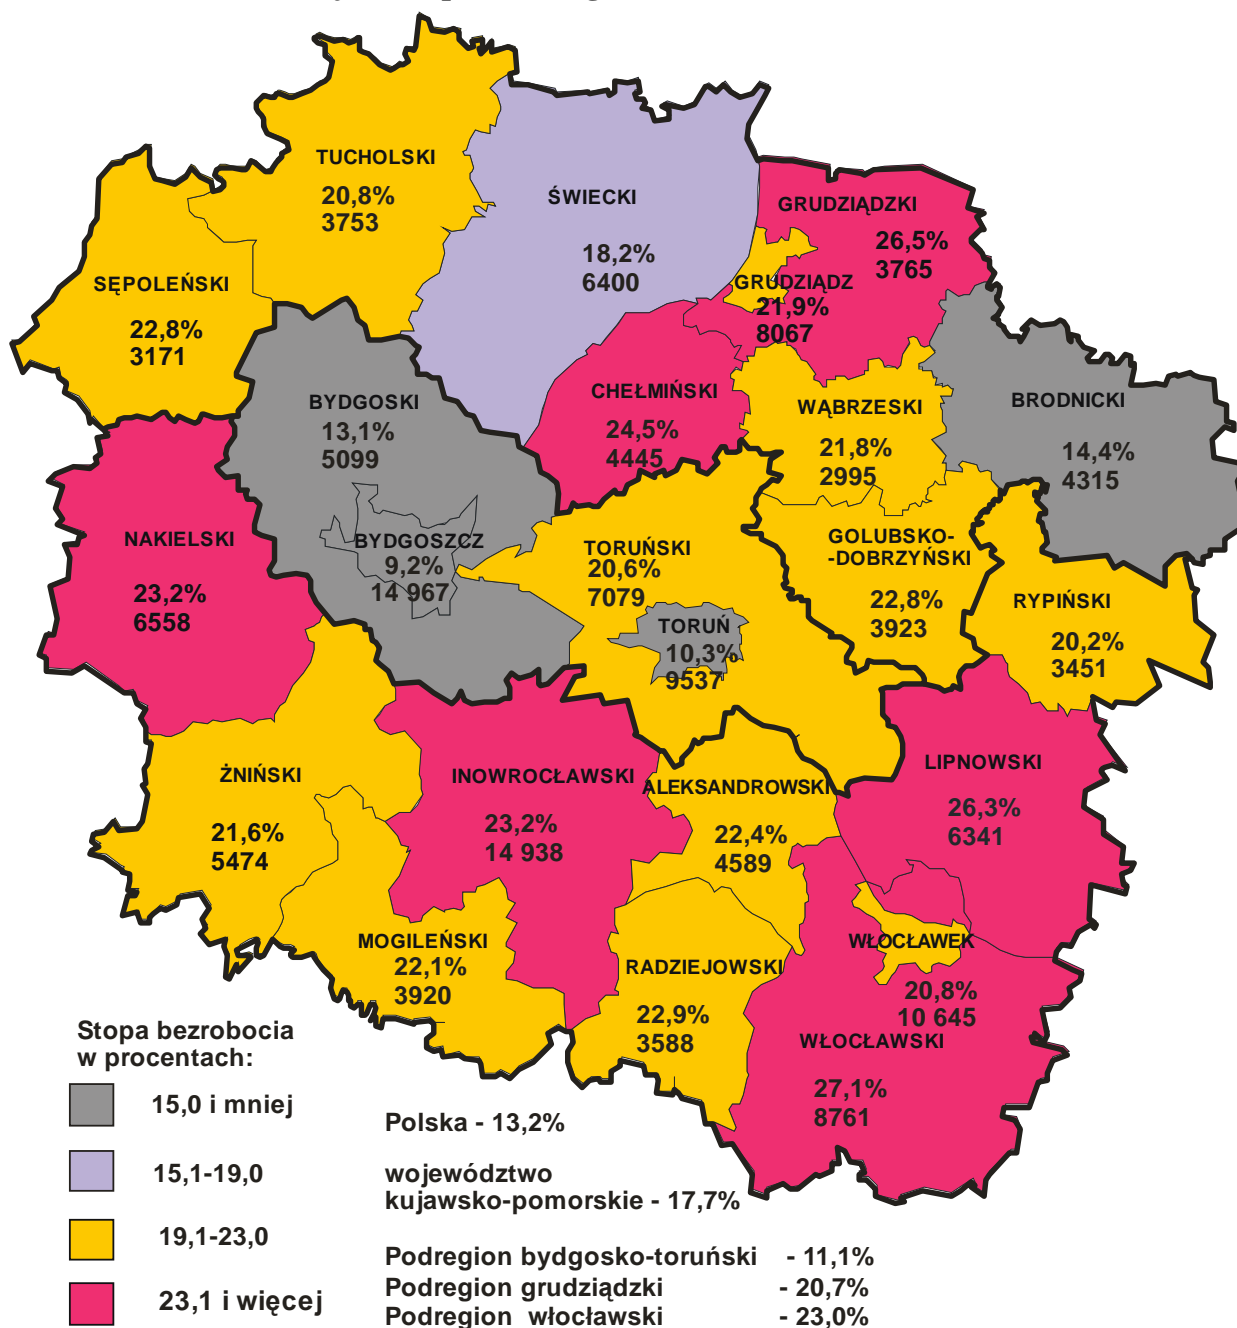 TUCHOLSKI
20,8%
3753
ŚWIECKI
18,2%
6400
GRUDZIĄDZKI
26,5%
3765
SĘPOLEŃSKI
22,8%
3171
GRUDZIĄDZ
21,9%
8067
BYDGOSKI
13,1%
5099
CHEŁMIŃSKI
24,5%
4445
WĄBRZESKI
21,8%
2995
BRODNICKI
14,4%
4315
NAKIELSKI
23,2%
6558
BYDGOSZCZ
9,2%
14 967
TORUŃSKI
20,6%
7079
GOLUBSKO-
-DOBRZYŃSKI
22,8%
3923
RYPIŃSKI
20,2%
3451
TORUŃ
10,3%
9537
ŻNIŃSKI
21,6%
5474
INOWROCŁAWSKI
23,2%
14 938
ALEKSANDROWSKI
22,4%
4589
LIPNOWSKI
26,3%
6341
MOGILEŃSKI
22,1%
3920
RADZIEJOWSKI
22,9%
3588
WŁOCŁAWEK
20,8%
10 645
WŁOCŁAWSKI
27,1%
8761
Stopa bezrobocia
w procentach:
15,0 i mniej
15,1-19,0
19,1-23,0
23,1 i więcej
Polska - 13,2%
województwo
kujawsko-pomorskie - 17,7%
Podregion bydgosko-toruński - 11,1%
Podregion grudziądzki - 20,7%
Podregion włocławski - 23,0%